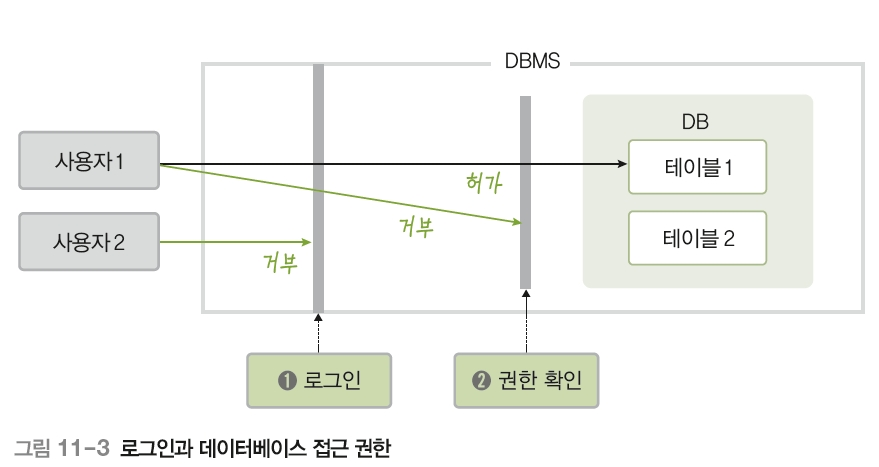 DBMS
DB
사용자 1
테이블 1
허가
거부
사용자 2
테이블 2
거부
❶ 로그인
❷ 권한 확인
그림 11-3 로그인과 데이터베이스 접근 권한